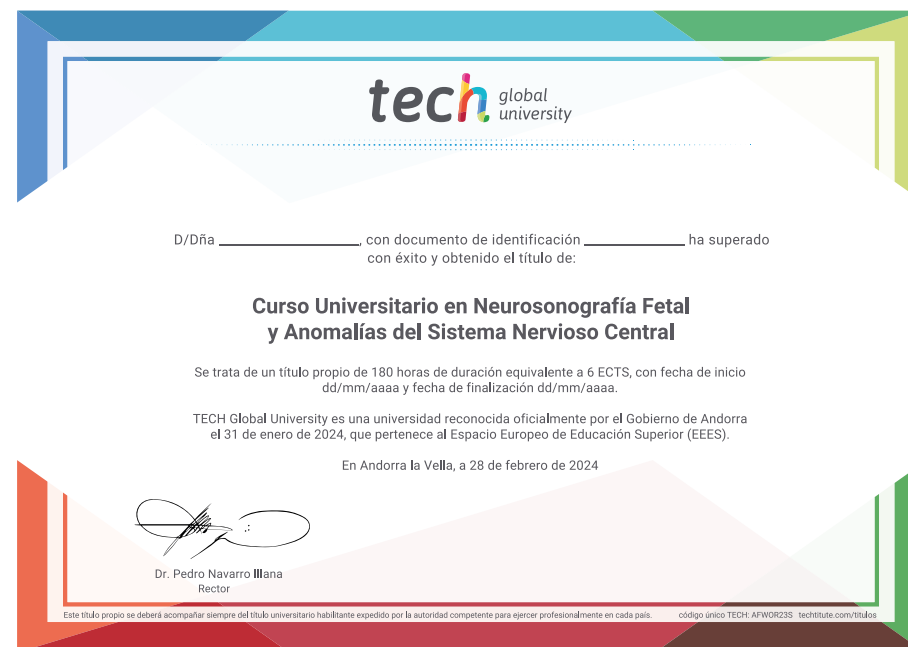 tech global university
D/Dña ____________________, con documento de identificación ______________ ha superado
con éxito y obtenido el título de:
Curso Universitario en Neurosonografía Fetal
y Anomalías del Sistema Nervioso Central
Se trata de un título propio de 180 horas de duración equivalente a 6 ECTS, con fecha de inicio
dd/mm/aaaa y fecha de finalización dd/mm/aaaa.
TECH Global University es una universidad reconocida oficialmente por el Gobierno de Andorra
el 31 de enero de 2024, que pertenece al Espacio Europeo de Educación Superior (EEES).
En Andorra la Vella, a 28 de febrero de 2024
Dr. Pedro Navarro Illana
Rector
Este título propio se deberá acompañar siempre del título universitario habilitante expedido por la autoridad competente para ejercer profesionalmente en cada país. código único TECH: AFWOR23S techtitute.com/titulos